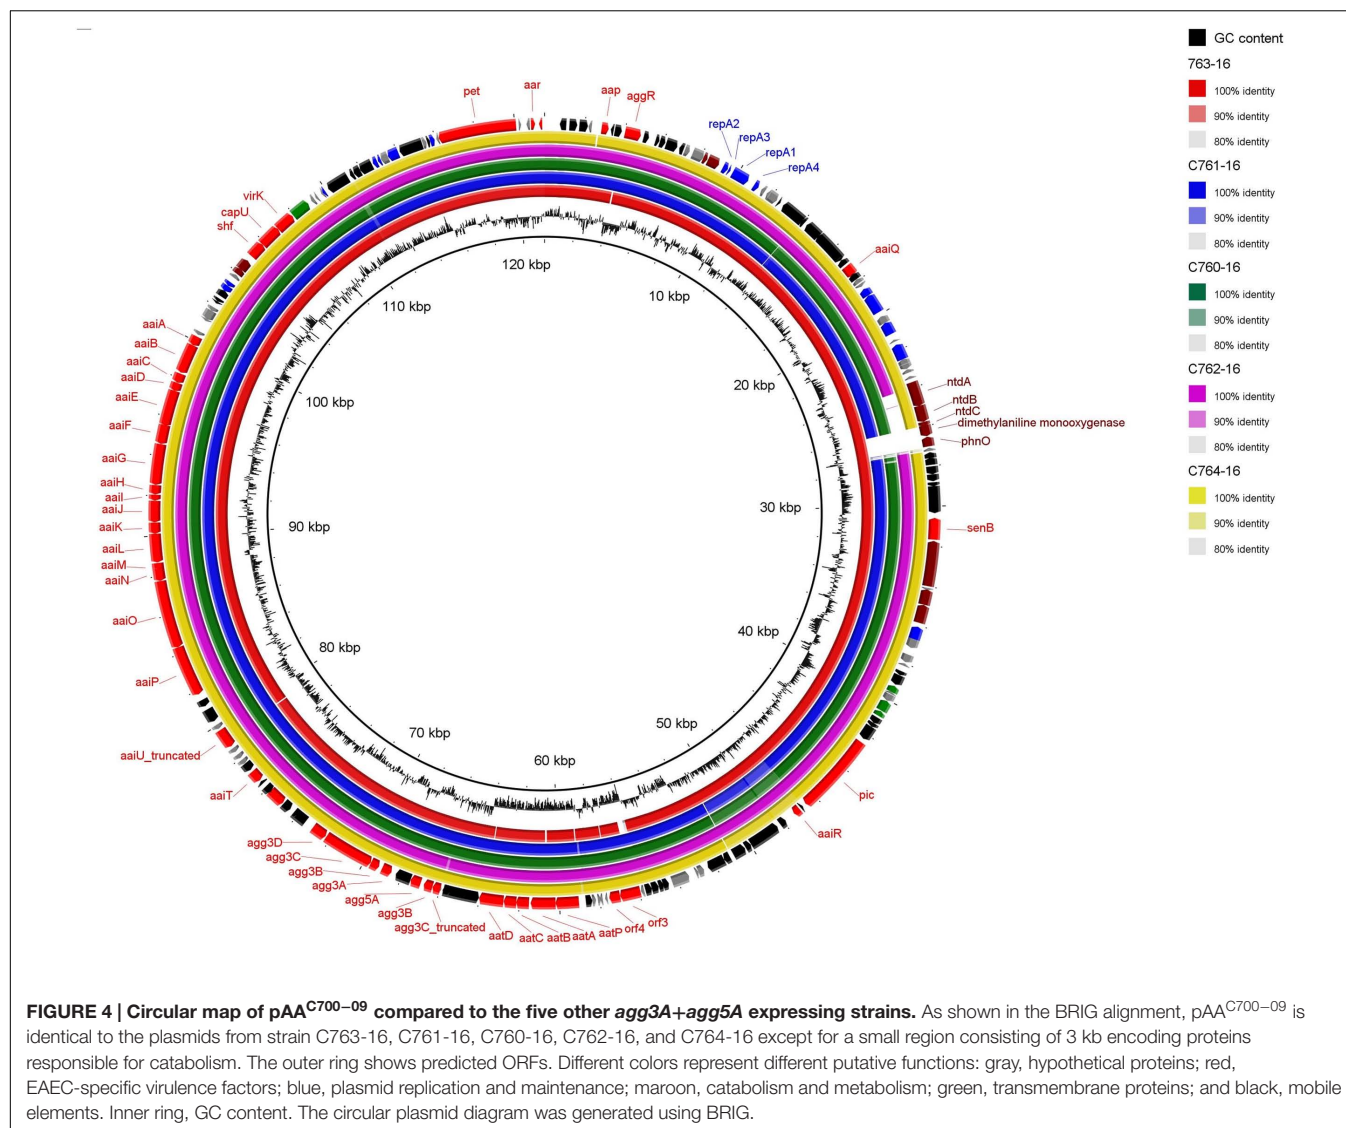 GC content
763-16
100% identity
90% identity
80% identity
C761-16
100% identity
90% identity
80% identity
C760-16
100% identity
90% identity
80% identity
C762-16
100% identity
90% identity
80% identity
C764-16
100% identity
90% identity
80% identity
pet
aar
aap
aggR
repA2
repA3
repA1
repA4
aaiQ
ntdA
ntdB
ntdC
dimethylaniline monooxygenase
phnO
senB
pic
aaiR
orf3
orf4
aatP
aatA
aatB
aatC
aatD
agg3C_truncated
agg3B
agg5A
agg3A
agg3B
agg3C
agg3D
aaiT
aaiU_truncated
aaiP
aaiO
aaiN
aaiM
aaiL
aaiK
aaiJ
aaiI
aaiH
aaiG
aaiF
aaiE
aaiD
aaiC
aaiB
aaiA
shf
capU
virK
10 kbp
20 kbp
30 kbp
40 kbp
50 kbp
60 kbp
70 kbp
80 kbp
90 kbp
100 kbp
110 kbp
120 kbp
FIGURE 4 | Circular map of pAAC700−09 compared to the five other agg3A+agg5A expressing strains. As shown in the BRIG alignment, pAAC700−09 is
identical to the plasmids from strain C763-16, C761-16, C760-16, C762-16, and C764-16 except for a small region consisting of 3 kb encoding proteins
responsible for catabolism. The outer ring shows predicted ORFs. Different colors represent different putative functions: gray, hypothetical proteins; red,
EAEC-specific virulence factors; blue, plasmid replication and maintenance; maroon, catabolism and metabolism; green, transmembrane proteins; and black, mobile
elements. Inner ring, GC content. The circular plasmid diagram was generated using BRIG.